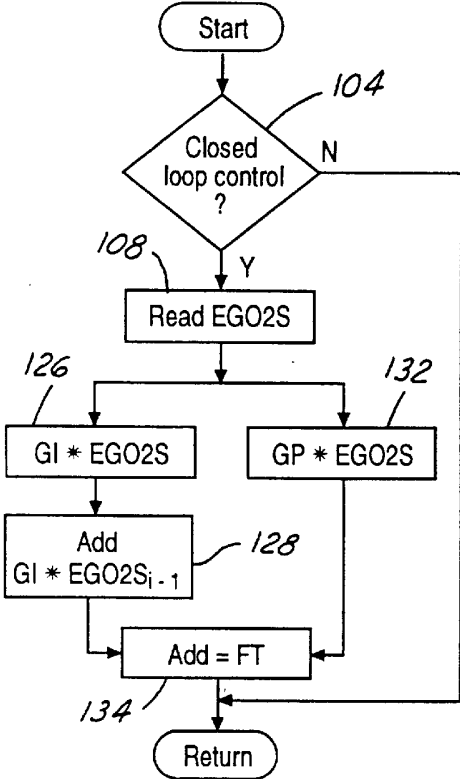 Start
104
Closed
loop control
?
N
Y
108
Read EGO2S
126
132
GI * EGO2S
GP * EGO2S
Add
GI * EGO2Si - 1
128
Add = FT
134
Return